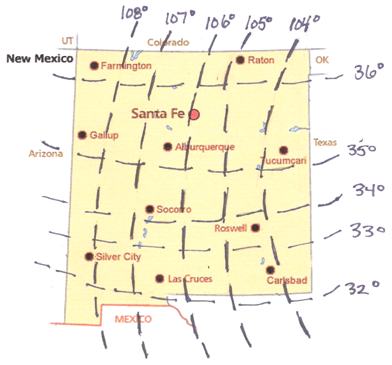 108° 107° 106° 105° 104°
UT Colorado
New Mexico Farmington Raton OK
36°
Santa Fe
Gallup Alburquerque Texas
Arizona Tucumcari 35°
34°
Socorro
Roswell 33°
Silver City
Las Cruces Carlsbad 32°
MEXICO